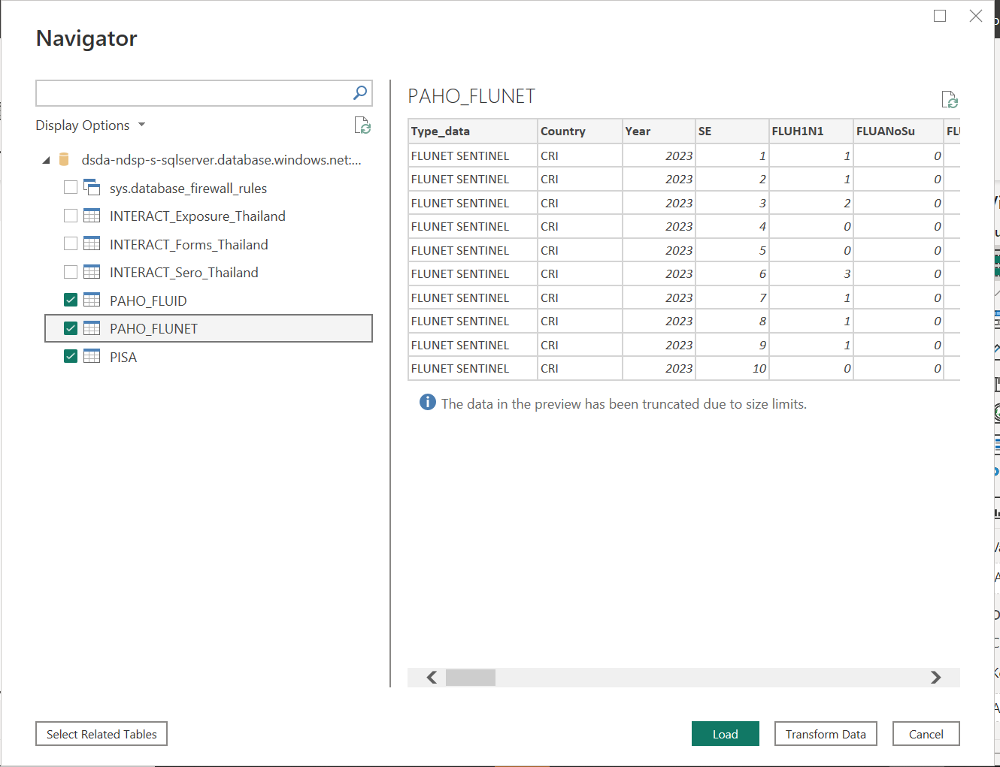 Navigator
Display Options
dsda-ndsp-s-sqlserver.database.windows.net:...
sys.database_firewall_rules
INTERACT_Exposure_Thailand
INTERACT_Forms_Thailand
INTERACT_Sero_Thailand
PAHO_FLUID
PAHO_FLUNET
PISA
PAHO_FLUNET
Type_data Country Year SE FLUH1N1 FLUANoSu
FLUNET SENTINEL CRI 2023 1 1 0
FLUNET SENTINEL CRI 2023 2 1 0
FLUNET SENTINEL CRI 2023 3 2 0
FLUNET SENTINEL CRI 2023 4 0 0
FLUNET SENTINEL CRI 2023 5 0 0
FLUNET SENTINEL CRI 2023 6 3 0
FLUNET SENTINEL CRI 2023 7 1 0
FLUNET SENTINEL CRI 2023 8 1 0
FLUNET SENTINEL CRI 2023 9 1 0
FLUNET SENTINEL CRI 2023 10 0 0
The data in the preview has been truncated due to size limits.
Select Related Tables
Load
Transform Data
Cancel